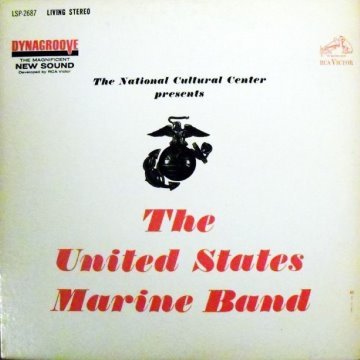 LSP-2687 LIVING STEREO
DYNAGROOVE
THE MAGNIFICENT
NEW SOUND
Developed by RCA Victor
RCA VICTOR
The National Cultural Center
presents
The
United States
Marine Band